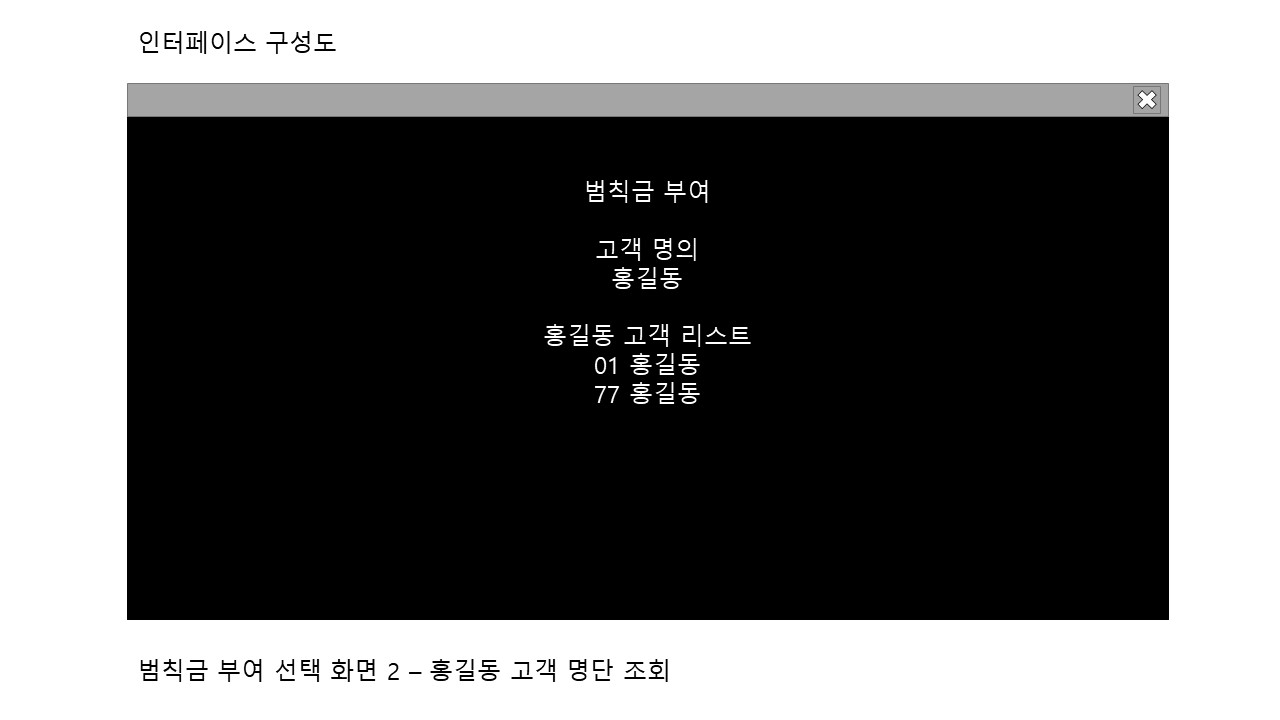 인터페이스 구성도
범칙금 부여
고객 명의
홍길동
홍길동 고객 리스트
01 홍길동
77 홍길동
범칙금 부여 선택 화면 2 – 홍길동 고객 명단 조회